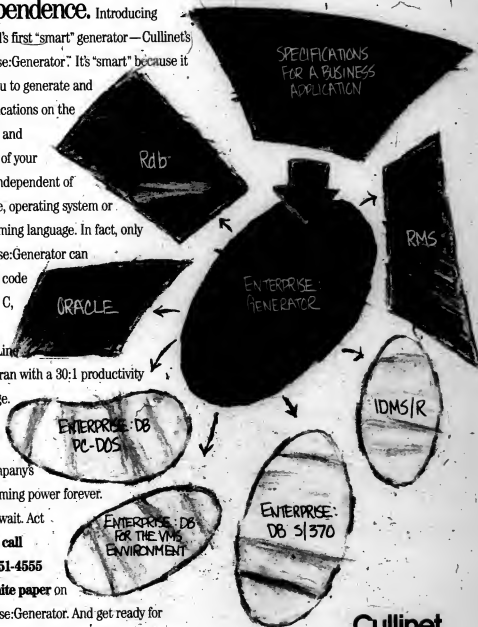 pendence. Introducing
's first "smart" generator—Cullinet's
se:Generator." It's "smart" because it
u to generate and
cations on the
and
of your
ndependent of
e, operating system or
ming language. In fact, only
se:Generator can
code
C,
Line
ran with a 30:1 productivity
ge.
mpany's
ming power forever.
wait. Act
call
51-4555
ite paper on
se:Generator. And get ready for
SPECIFICATIONS
FOR A BUSINESS
APPLICATION
Rdb
RMS
ENTERPRISE:
GENERATOR
ORACLE
IDMS/R
ENTERPRISE:DB
PC-DOS
ENTERPRISE:DB
FOR THE VMS
ENVIRONMENT
ENTERPRISE:
DB S/370
Cullinet